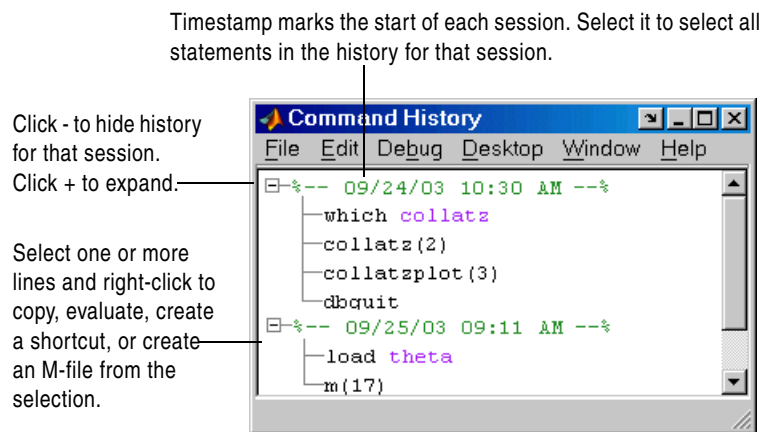 Timestamp marks the start of each session. Select it to select all
statements in the history for that session.
Click - to hide history
for that session.
Click + to expand.
Select one or more
lines and right-click to
copy, evaluate, create
a shortcut, or create
an M-file from the
selection.
Command History
File Edit Debug Desktop Window Help
%-- 09/24/03 10:30 AM --%
which collatz
collatz(2)
collatzplot(3)
dbquit
%-- 09/25/03 09:11 AM --%
load theta
m(17)